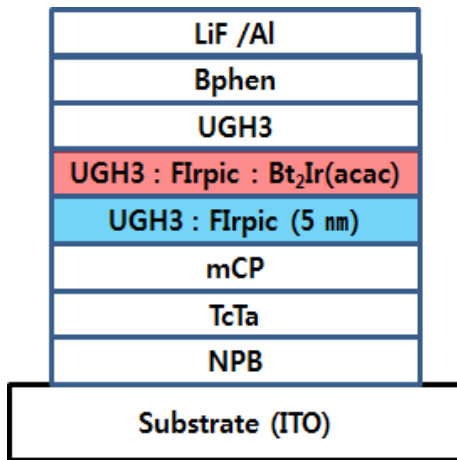 LiF /Al
Bphen
UGH3
UGH3 : FIrpic : Bt₂Ir(acac)
UGH3 : FIrpic (5 ㎚)
mCP
TcTa
NPB
Substrate (ITO)